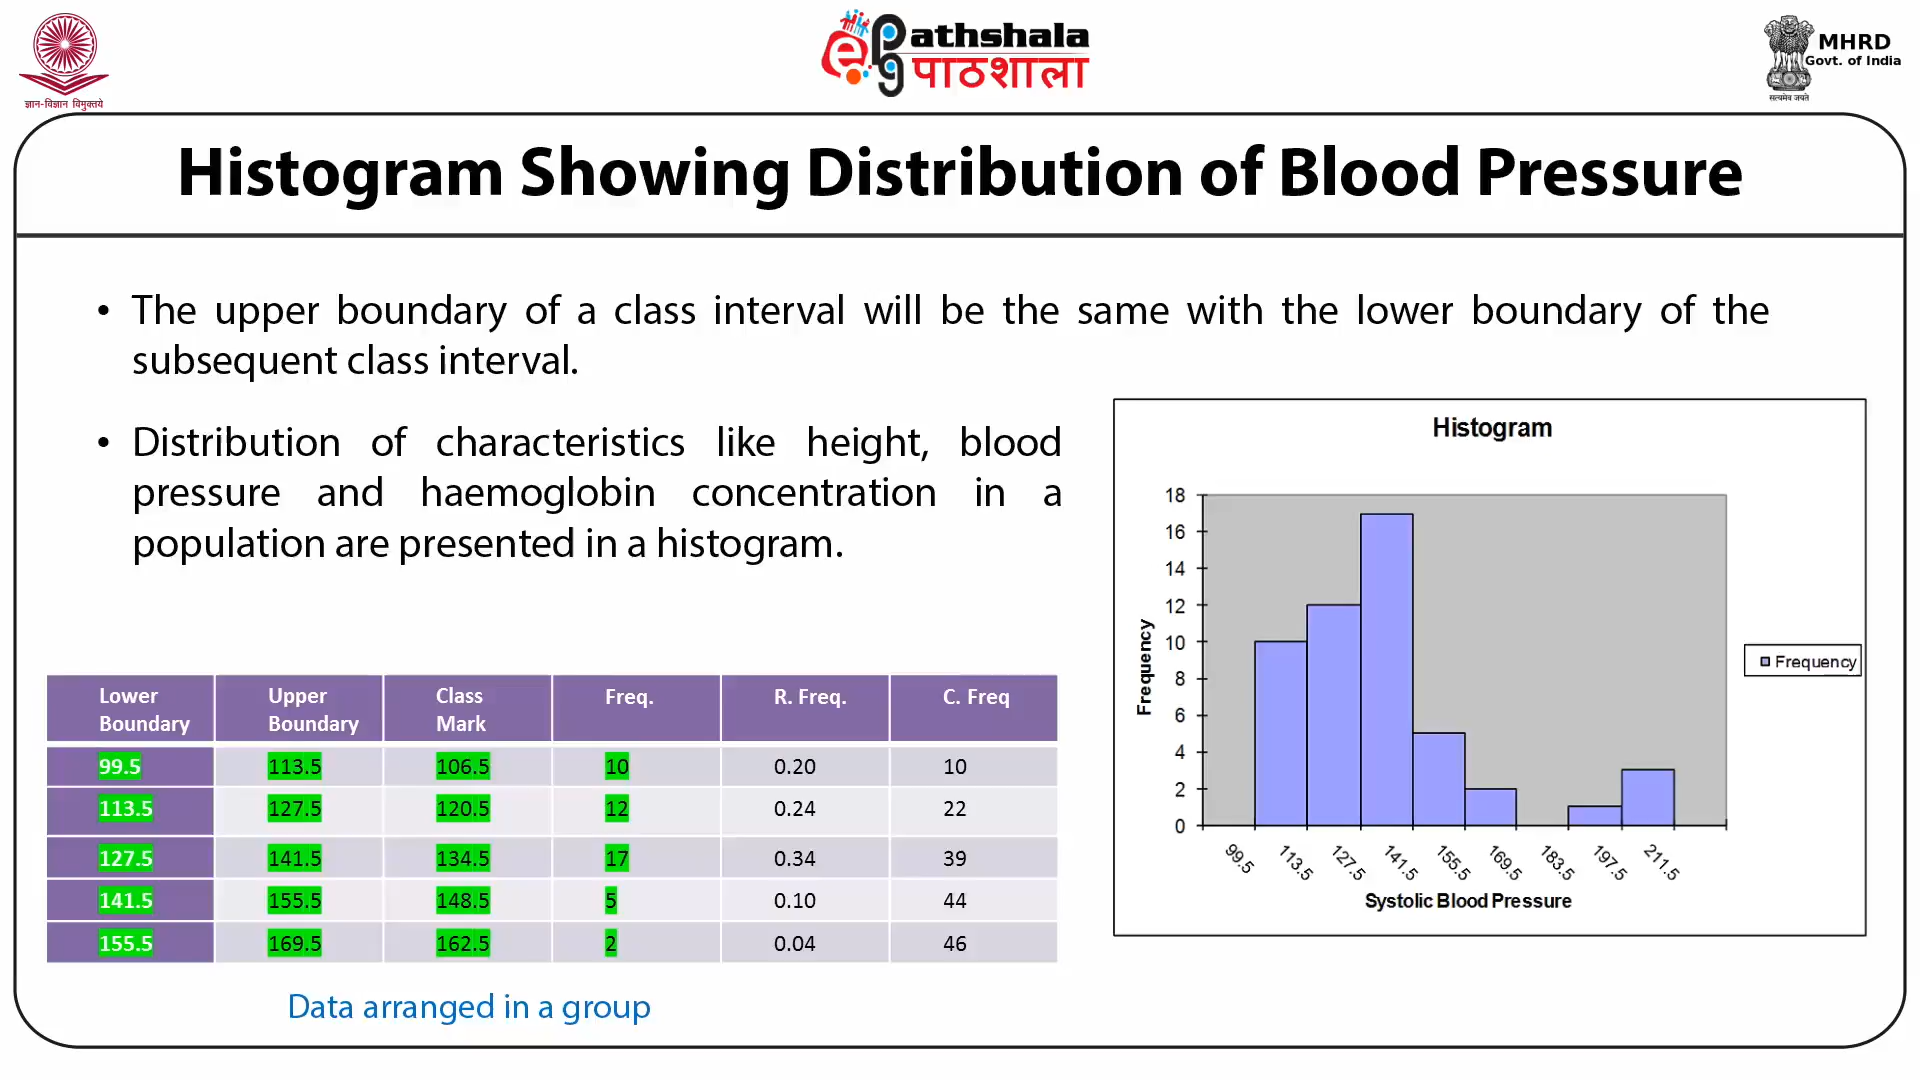 ज्ञान-विज्ञान विमुक्तये
ePathshala
पाठशाला
MHRD
Govt. of India
सत्यमेव जयते
Histogram Showing Distribution of Blood Pressure
• The upper boundary of a class interval will be the same with the lower boundary of the
subsequent class interval.
• Distribution of characteristics like height, blood
pressure and haemoglobin concentration in a
population are presented in a histogram.
Lower Boundary Upper Boundary Class Mark Freq. R. Freq. C. Freq
99.5 113.5 106.5 10 0.20 10
113.5 127.5 120.5 12 0.24 22
127.5 141.5 134.5 17 0.34 39
141.5 155.5 148.5 5 0.10 44
155.5 169.5 162.5 2 0.04 46
Data arranged in a group
Histogram
18
16
14
12
10
8
6
4
2
0
Frequency
99.5 113.5 127.5 141.5 155.5 169.5 183.5 197.5 211.5
Systolic Blood Pressure
Frequency